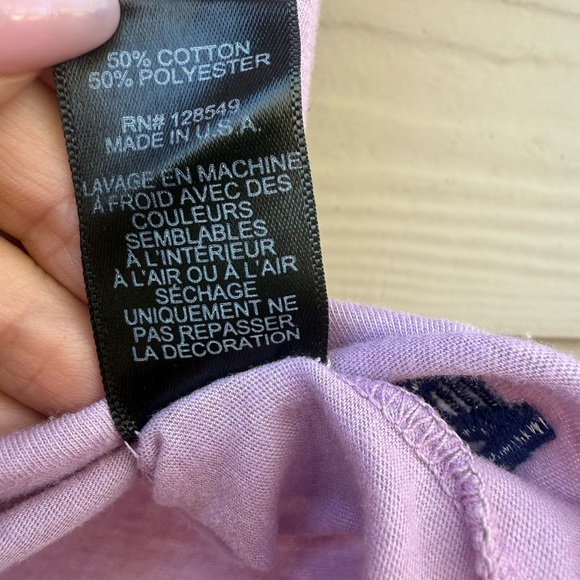 50% COTTON
50% POLYESTER
RN# 128549
MADE IN U.S.A.
LAVAGE EN MACHINE
À FROID AVEC DES
COULEURS
SEMBLABLES
À L'INTÉRIEUR
À L'AIR OU À L'AIR
SÉCHAGE
UNIQUEMENT NE
PAS REPASSER
LA DÉCORATION